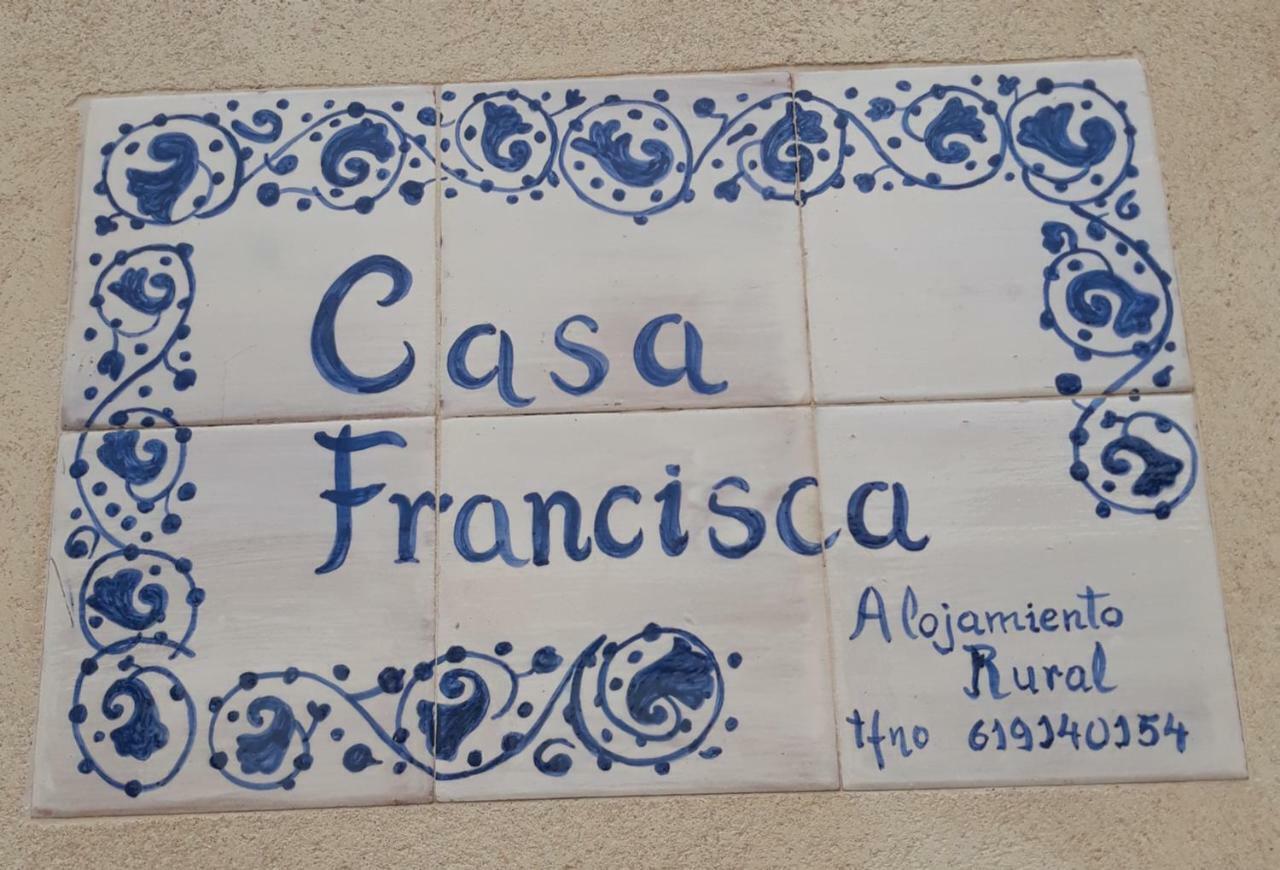 Casa
Francisca
Alojamiento
Rural
tfno 619140154